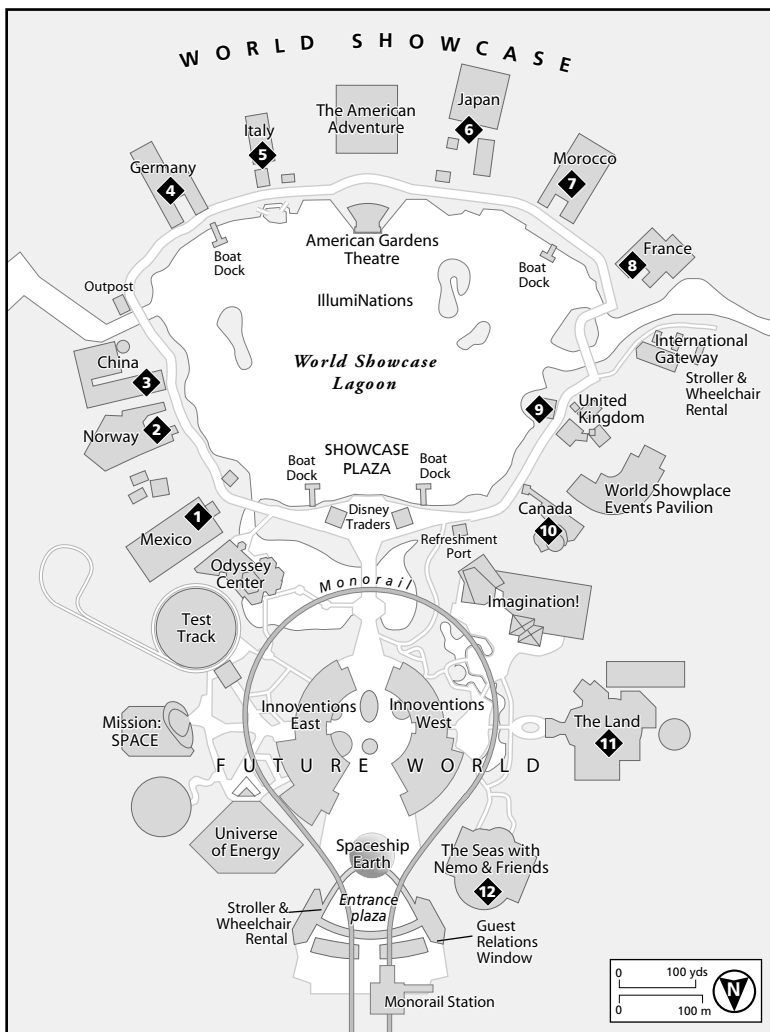 WORLD SHOWCASE
Japan
6
The American
Adventure
Italy
5
Morocco
7
Germany
4
France
8
American Gardens
Theatre
Boat
Dock
Boat
Dock
Outpost
IllumiNations
International
Gateway
Stroller &
Wheelchair
Rental
China
3
World Showcase
Lagoon
9
United
Kingdom
Norway
2
SHOWCASE
PLAZA
Boat
Dock
Boat
Dock
World Showplace
Events Pavilion
Mexico
1
Disney
Traders
Canada
10
Refreshment
Port
Odyssey
Center
Monorail
Imagination!
Test
Track
Innoventions
East
Innoventions
West
Mission:
SPACE
The Land
11
FUTURE WORLD
Universe
of Energy
Spaceship
Earth
The Seas with
Nemo & Friends
12
Stroller &
Wheelchair
Rental
Entrance
plaza
Guest
Relations
Window
Monorail Station
0 100 yds
0 100 m
N